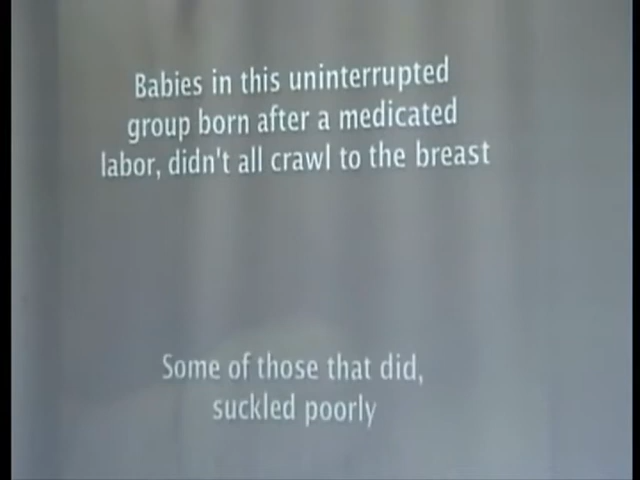 Babies in this uninterrupted
group born after a medicated
labor, didn't all crawl to the breast
Some of those that did,
suckled poorly